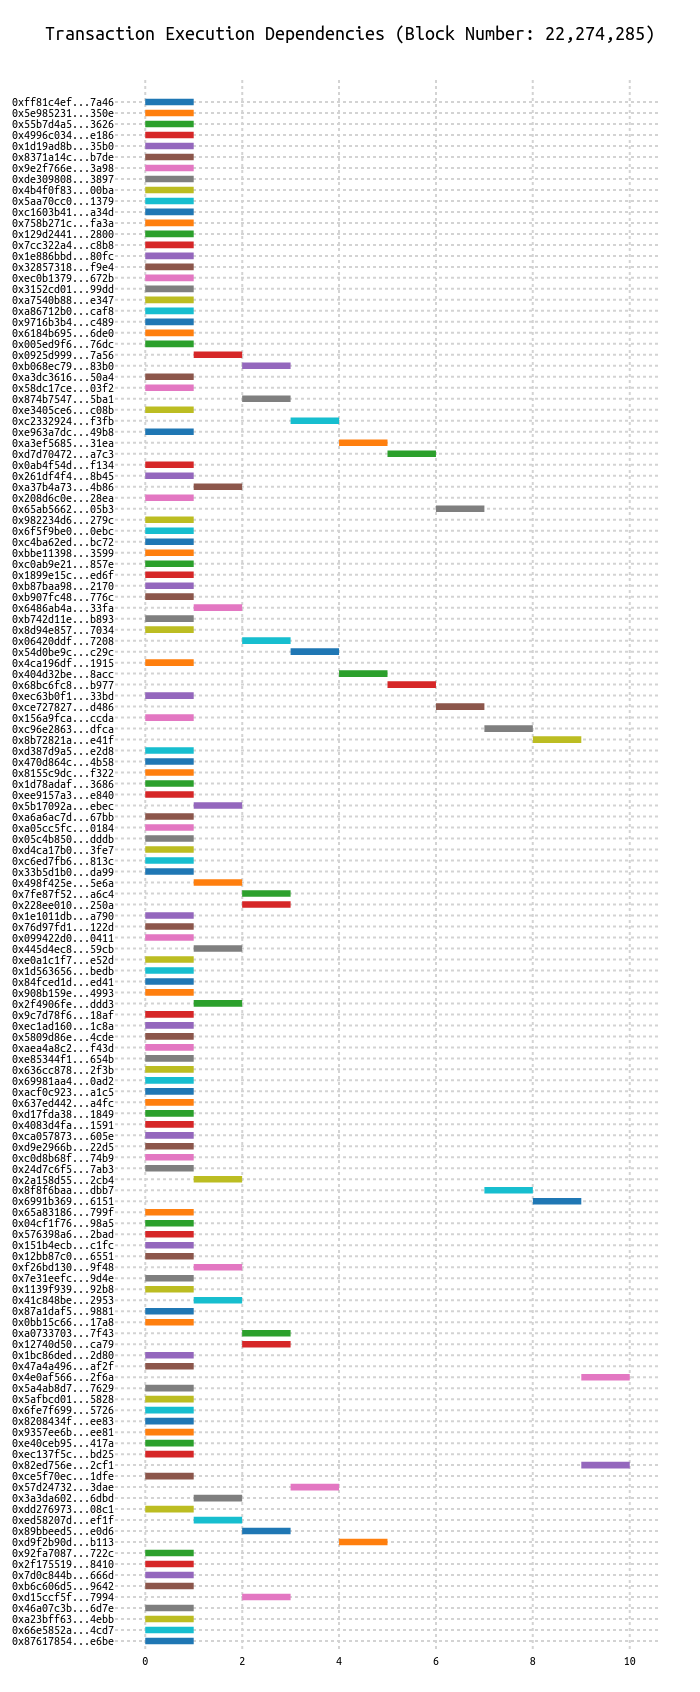 Transaction Execution Dependencies (Block Number: 22,274,285)
0xff81c4ef...7a46
0x5e985231...350e
0x55b7d4a5...3626
0x4996c034...e186
0x1d19ad8b...35b0
0x8371a14c...b7de
0x9e2f766e...3a98
0xde309808...3897
0x4b4f0f83...00ba
0x5aa70cc0...1379
0xc1603b41...a34d
0x758b271c...fa3a
0x129d2441...2800
0x7cc322a4...c8b8
0x1e886bbd...80fc
0x32857318...f9e4
0xec0b1379...672b
0x3152cd01...99dd
0xa7540b88...e347
0xa86712b0...caf8
0x9716b3b4...c489
0x6184b695...6de0
0x005ed9f6...76dc
0x0925d999...7a56
0xb068ec79...83b0
0xa3dc3616...50a4
0x58dc17ce...03f2
0x874b7547...5ba1
0xe3405ce6...c08b
0xc2332924...f3fb
0xe963a7dc...49b8
0xa3ef5685...31ea
0xd7d70472...a7c3
0x0ab4f54d...f134
0x261df4f4...8b45
0xa37b4a73...4b86
0x208d6c0e...28ea
0x65ab5662...05b3
0x982234d6...279c
0x6f5f9be0...0ebc
0xc4ba62ed...bc72
0xbbe11398...3599
0xc0ab9e21...857e
0x1899e15c...ed6f
0xb87baa98...2170
0xb907fc48...776c
0x6486ab4a...33fa
0xb742d11e...b893
0x8d94e857...7034
0x06420ddf...7208
0x54d0be9c...c29c
0x4ca196df...1915
0x404d32be...8acc
0x68bc6fc8...b977
0xec63b0f1...33bd
0xce727827...d486
0x156a9fca...ccda
0xc96e2863...dfca
0x8b72821a...e41f
0xd387d9a5...e2d8
0x470d864c...4b58
0x8155c9dc...f322
0x1d78adaf...3686
0xee9157a3...e840
0x5b17092a...ebec
0xa6a6ac7d...67bb
0xa05cc5fc...0184
0x05c4b850...dddb
0xd4ca17b0...3fe7
0xc6ed7fb6...813c
0x33b5d1b0...da99
0x498f425e...5e6a
0x7fe87f52...a6c4
0x228ee010...250a
0x1e1011db...a790
0x76d97fd1...122d
0x099422d0...0411
0x445d4ec8...59cb
0xe0a1c1f7...e52d
0x1d563656...bedb
0x84fced1d...ed41
0x908b159e...4993
0x2f4906fe...ddd3
0x9c7d78f6...18af
0xec1ad160...1c8a
0x5809d86e...4cde
0xaea4a8c2...f43d
0xe85344f1...654b
0x636cc878...2f3b
0x69981aa4...0ad2
0xacf0c923...a1c5
0x637ed442...a4fc
0xd17fda38...1849
0x4083d4fa...1591
0xca057873...605e
0xd9e2966b...22d5
0xc0d8b68f...74b9
0x24d7c6f5...7ab3
0x2a158d55...2cb4
0x8f8f6baa...dbb7
0x6991b369...6151
0x65a83186...799f
0x04cf1f76...98a5
0x576398a6...2bad
0x151b4ecb...c1fc
0x12bb87c0...6551
0xf26bd130...9f48
0x7e31eefc...9d4e
0x1139f939...92b8
0x41c848be...2953
0x87a1daf5...9881
0x0bb15c66...17a8
0xa0733703...7f43
0x12740d50...ca79
0x1bc86ded...2d80
0x47a4a496...af2f
0x4e0af566...2f6a
0x5a4ab8d7...7629
0x5afbcd01...5828
0x6fe7f699...5726
0x8208434f...ee83
0x9357ee6b...ee81
0xe40ceb95...417a
0xec137f5c...bd25
0x82ed756e...2cf1
0xce5f70ec...1dfe
0x57d24732...3dae
0x3a3da602...6dbd
0xdd276973...08c1
0xed58207d...ef1f
0x89bbeed5...e0d6
0xd9f2b90d...b113
0x92fa7087...722c
0x2f175519...8410
0x7d0c844b...666d
0xb6c606d5...9642
0xd15ccf5f...7994
0x46a07c3b...6d7e
0xa23bff63...4ebb
0x66e5852a...4cd7
0x87617854...e6be
0 2 4 6 8 10